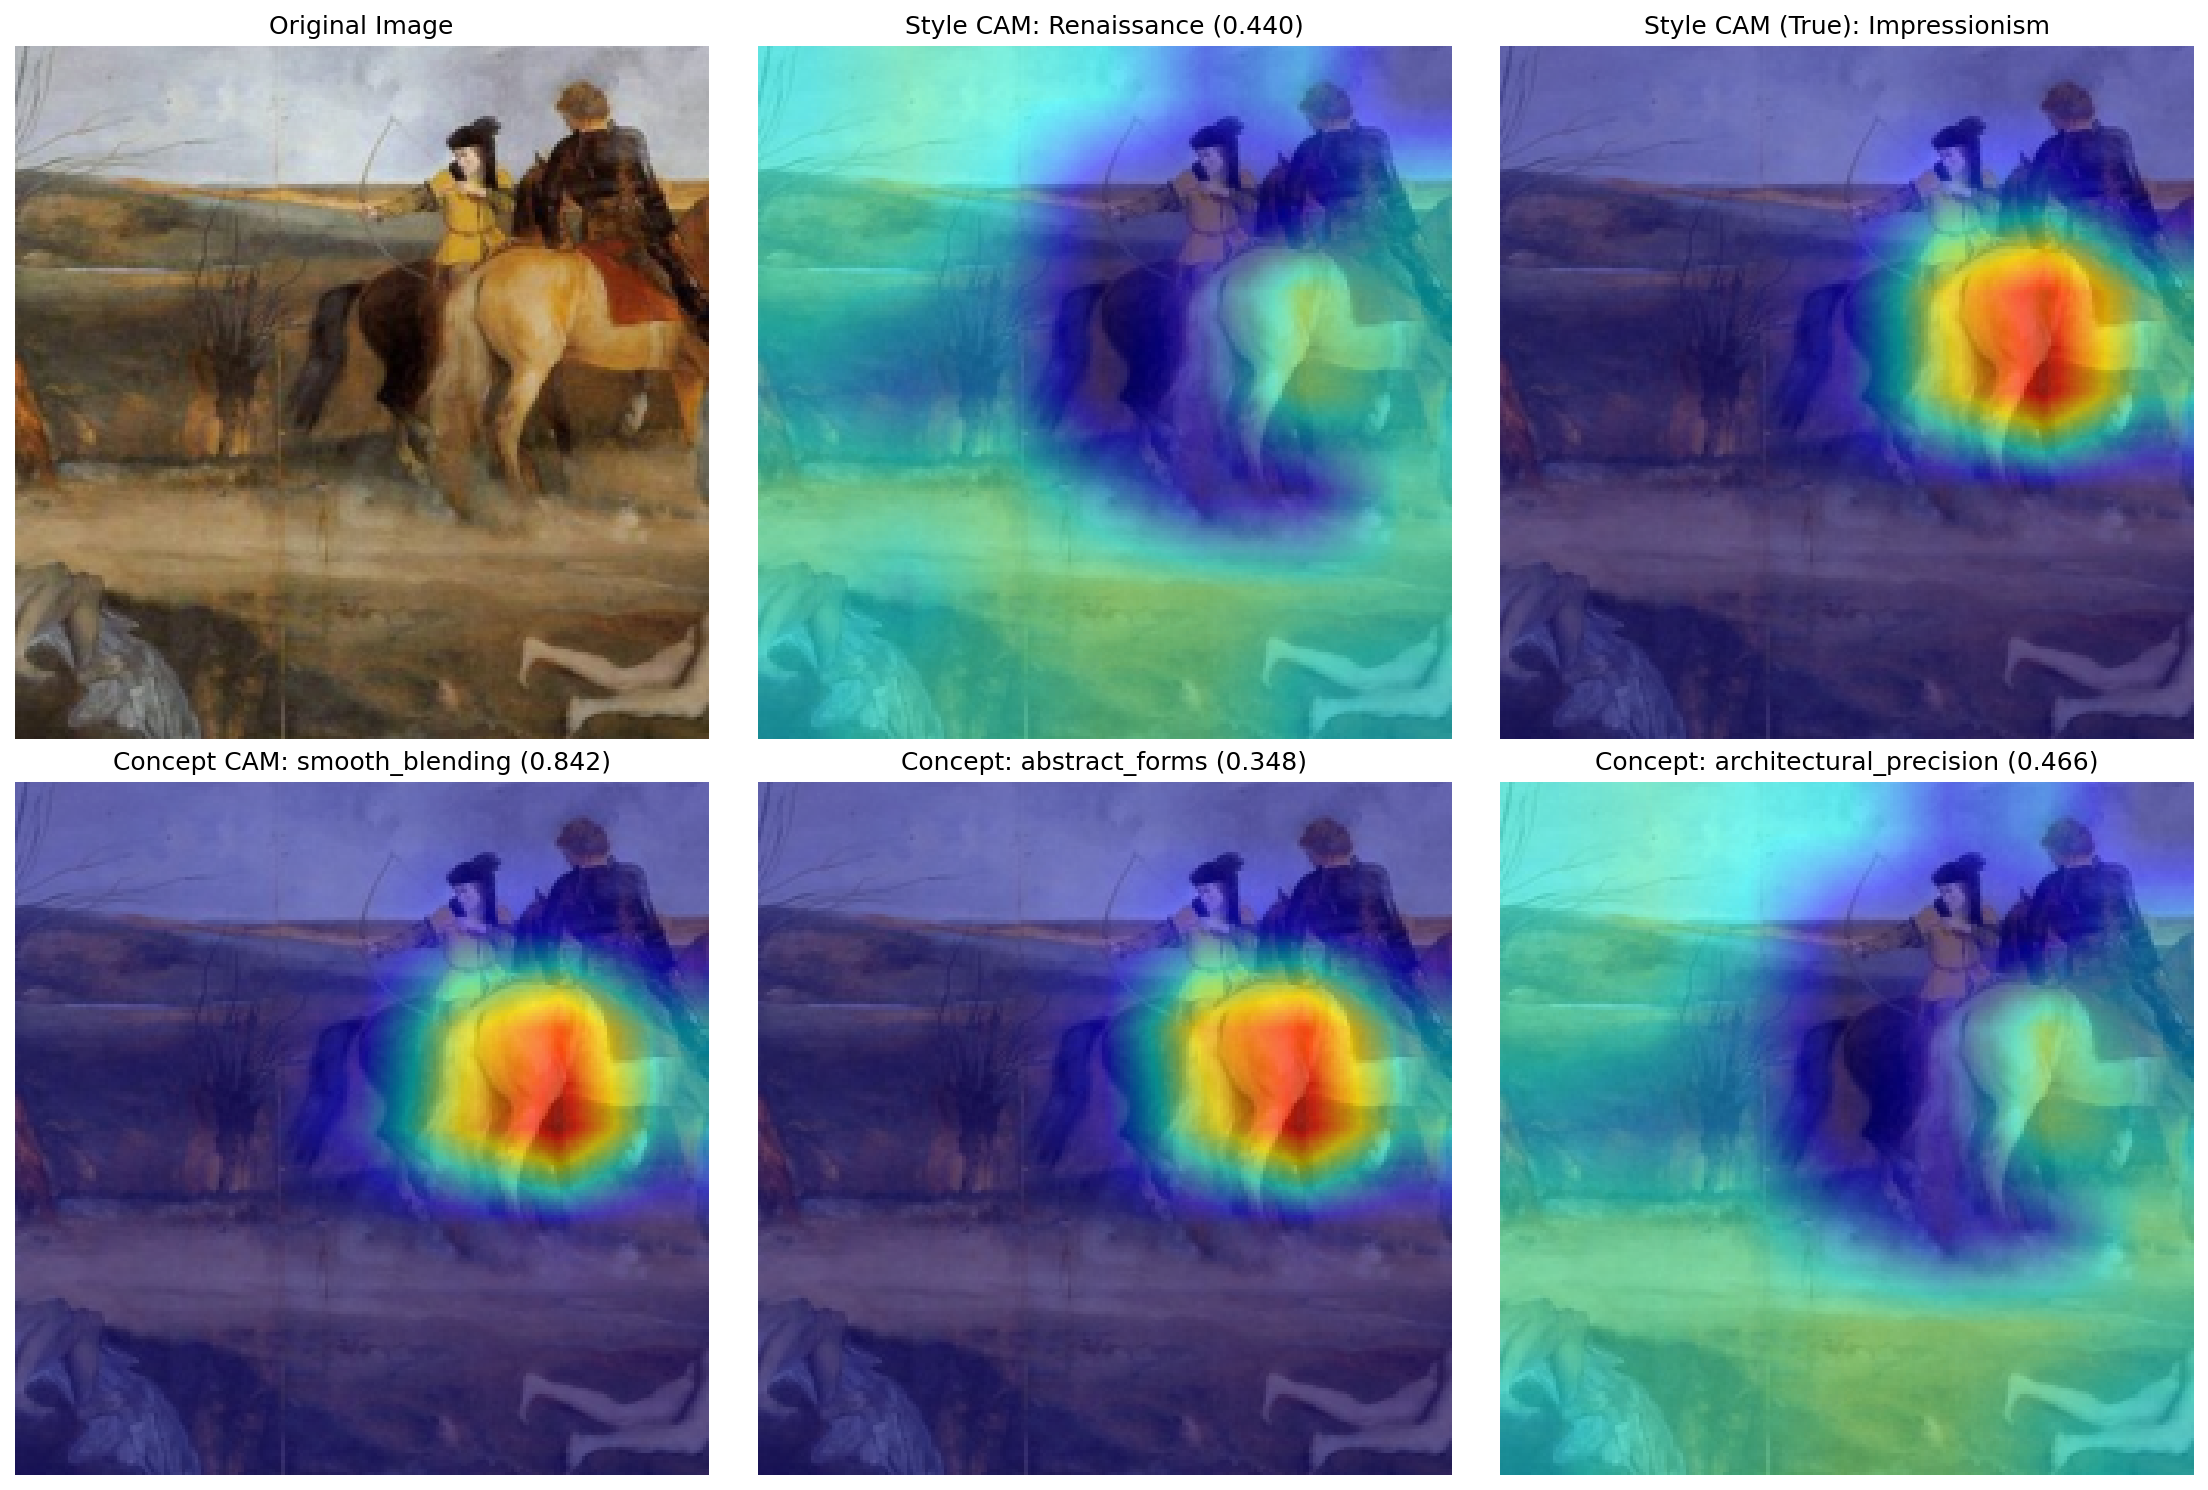 Original Image
Style CAM: Renaissance (0.440)
Style CAM (True): Impressionism
Concept CAM: smooth_blending (0.842)
Concept: abstract_forms (0.348)
Concept: architectural_precision (0.466)